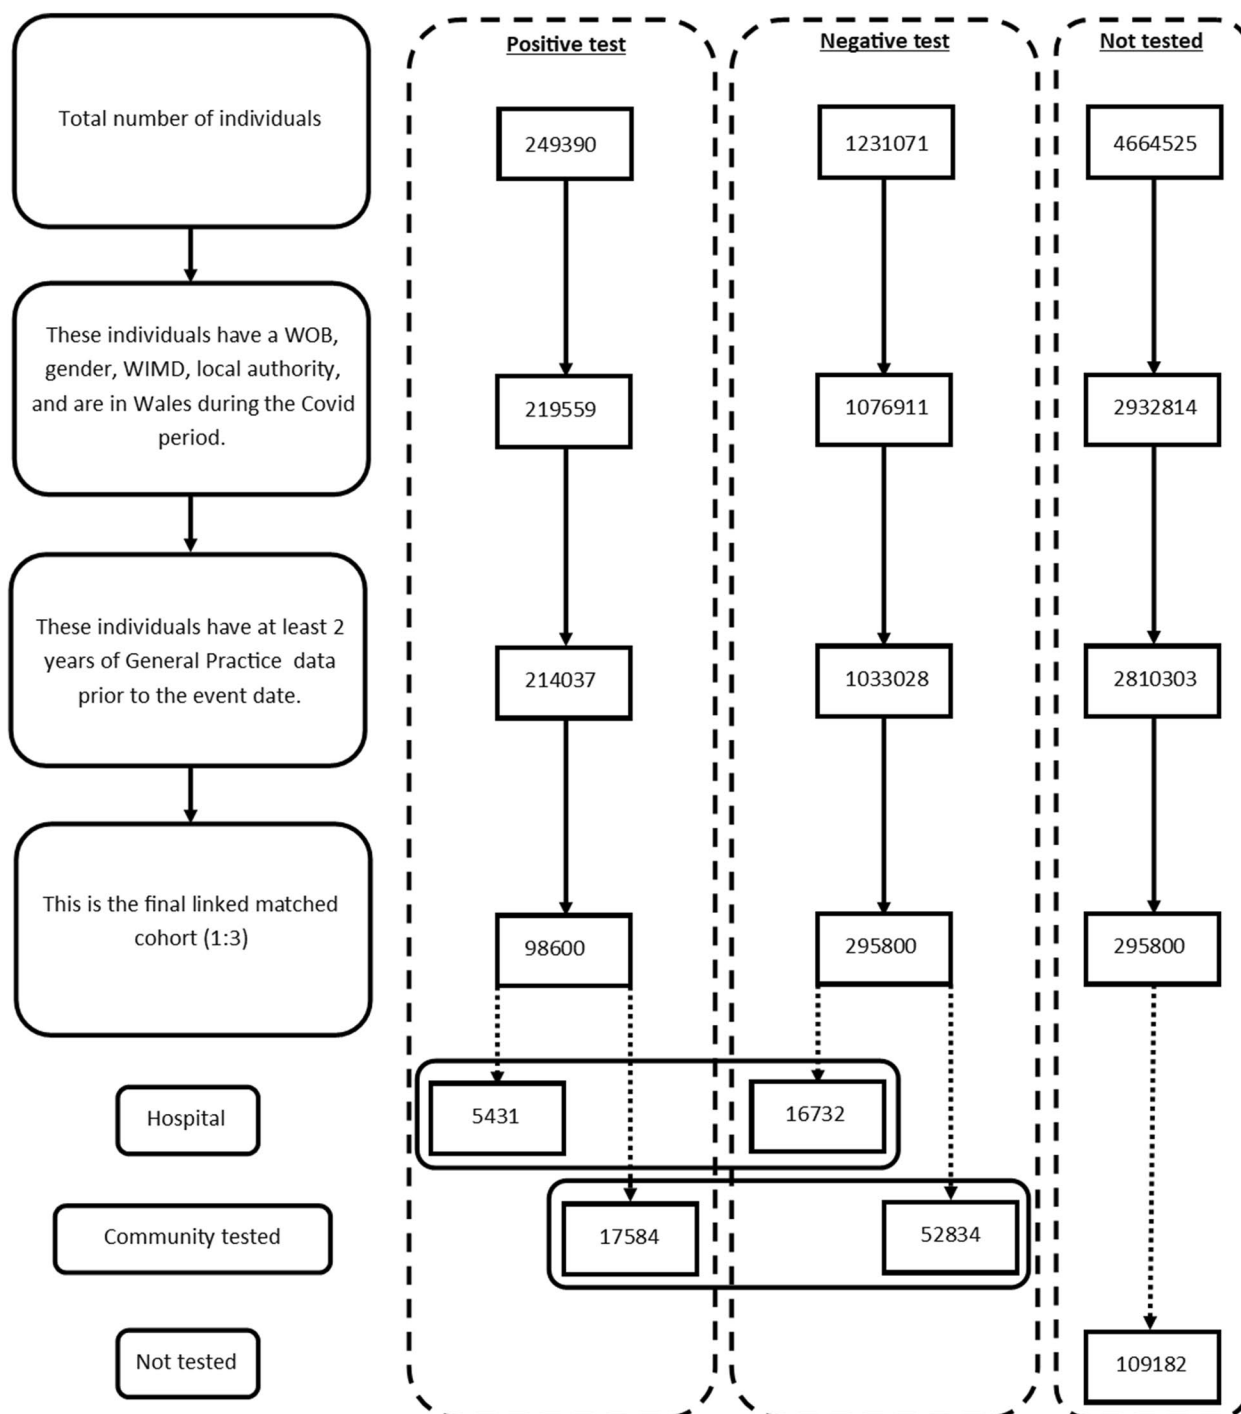 Positive test
Negative test
Not tested
Total number of individuals
249390
1231071
4664525
These individuals have a WOB,
gender, WIMD, local authority,
and are in Wales during the Covid
period.
219559
1076911
2932814
These individuals have at least 2
years of General Practice data
prior to the event date.
214037
1033028
2810303
This is the final linked matched
cohort (1:3)
98600
295800
295800
Hospital
5431
16732
Community tested
17584
52834
Not tested
109182